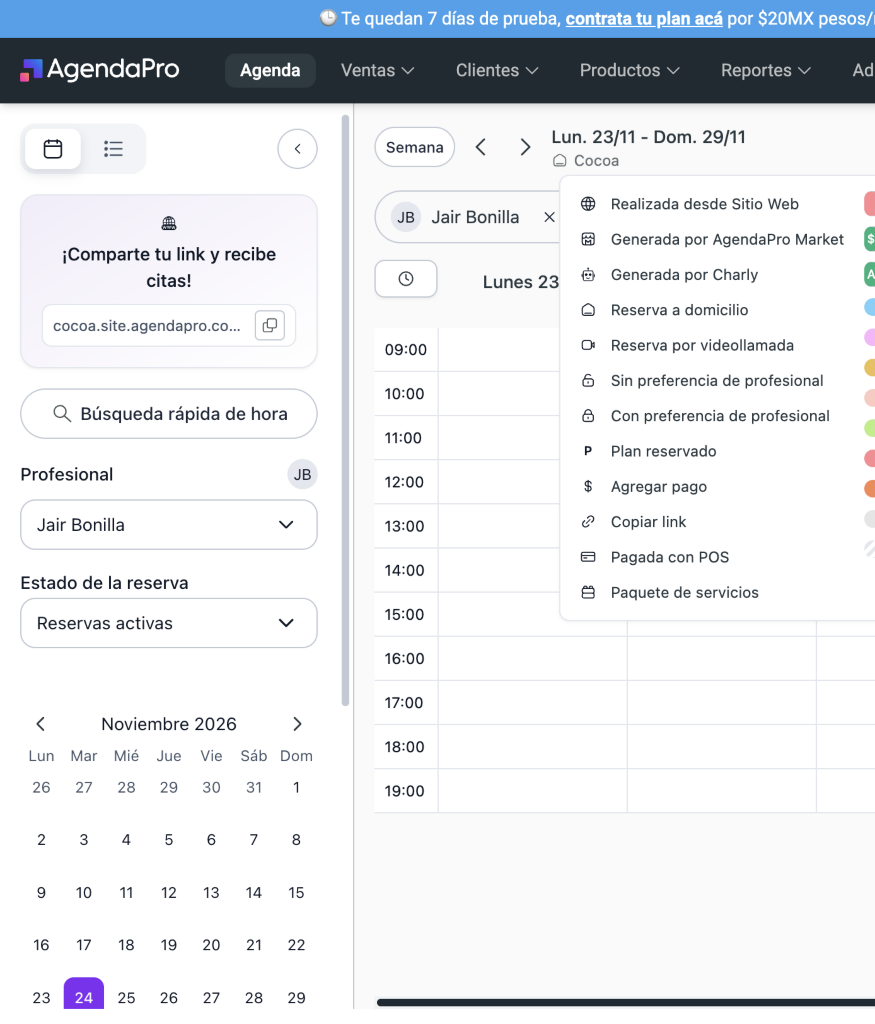 Te quedan 7 días de prueba, contrata tu plan acá por $20MX pesos/
AgendaPro
Agenda
Ventas
Clientes
Productos
Reportes
Ad
¡Comparte tu link y recibe
citas!
cocoa.site.agendapro.co...
Búsqueda rápida de hora
Profesional
JB
Jair Bonilla
Estado de la reserva
Reservas activas
Noviembre 2026
Lun Mar Mié Jue Vie Sáb Dom
26 27 28 29 30 31 1
2 3 4 5 6 7 8
9 10 11 12 13 14 15
16 17 18 19 20 21 22
23 24 25 26 27 28 29
Semana
Lun. 23/11 - Dom. 29/11
Cocoa
JB Jair Bonilla
Lunes 23
09:00
10:00
11:00
12:00
13:00
14:00
15:00
16:00
17:00
18:00
19:00
Realizada desde Sitio Web
Generada por AgendaPro Market
Generada por Charly
Reserva a domicilio
Reserva por videollamada
Sin preferencia de profesional
Con preferencia de profesional
P Plan reservado
$ Agregar pago
Copiar link
Pagada con POS
Paquete de servicios
$
A